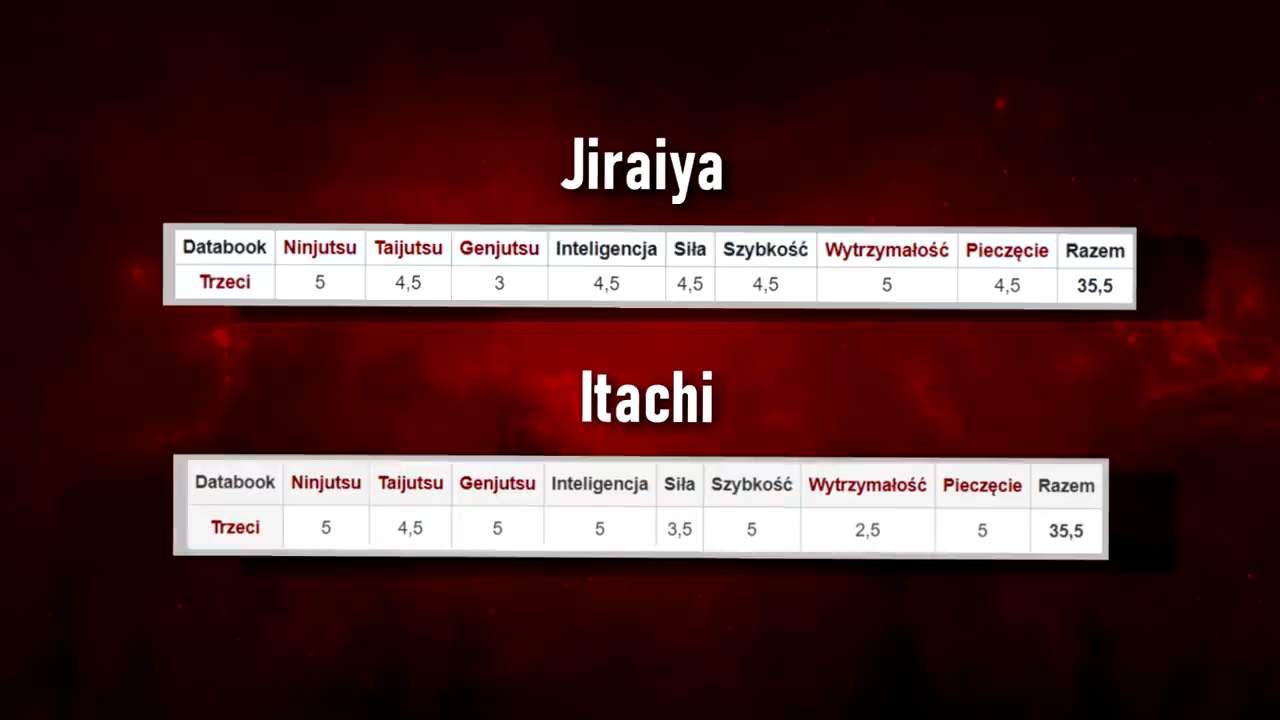 Jiraiya
Databook Ninjutsu Taijutsu Genjutsu Inteligencja Siła Szybkość Wytrzymałość Pieczęcie Razem
Trzeci 5 4,5 3 4,5 4,5 4,5 5 4,5 35,5
Itachi
Databook Ninjutsu Taijutsu Genjutsu Inteligencja Siła Szybkość Wytrzymałość Pieczęcie Razem
Trzeci 5 4,5 5 5 3,5 5 2,5 5 35,5